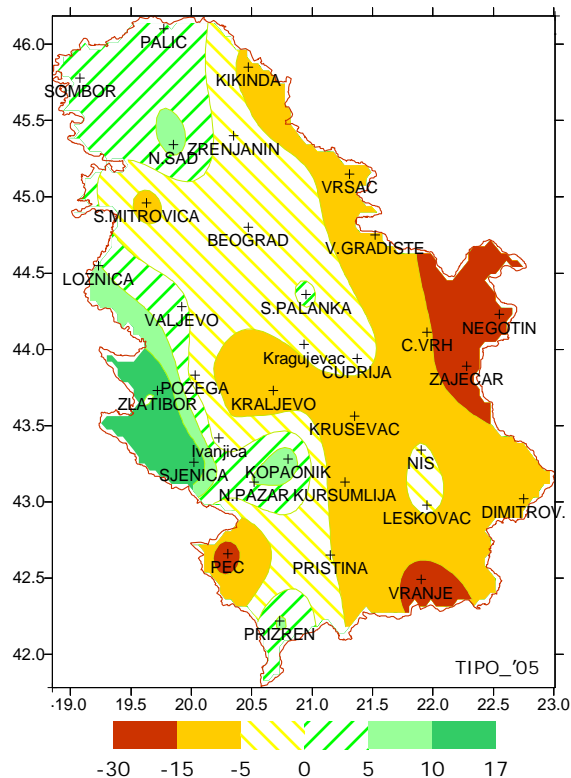 46.0
45.5
45.0
44.5
44.0
43.5
43.0
42.5
42.0
PALIC
SOMBOR
KIKINDA
N.SAD
ZRENJANIN
VRSAC
S.MITROVICA
BEOGRAD
V.GRADISTE
LOZNICA
VALJEVO
S.PALANKA
NEGOTIN
C.VRH
Kragujevac
CUPRIJA
ZAJECAR
POZEGA
ZLATIBOR
KRALJEVO
KRUSEVAC
Ivanjica
NIS
SJENICA
KOPAONIK
N.PAZAR
KURSUMLIJA
LESKOVAC
DIMITROV.
PEC
PRISTINA
VRANJE
PRIZREN
TIPO_'05
19.0 19.5 20.0 20.5 21.0 21.5 22.0 22.5 23.0
-30 -15 -5 0 5 10 17